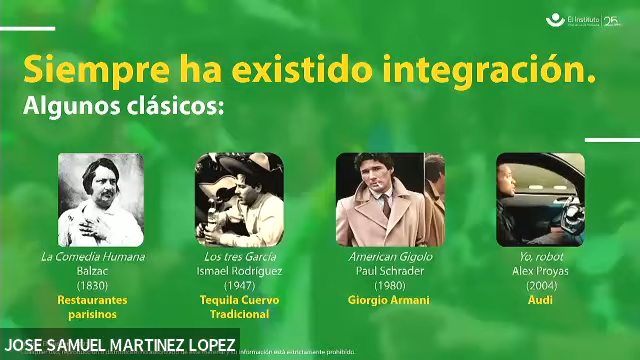 El Instituto
25
Siempre ha existido integración.
Algunos clásicos:
La Comedia Humana
Balzac
(1830)
Restaurantes
parisinos
Los tres García
Ismael Rodríguez
(1947)
Tequila Cuervo
Tradicional
American Gigolo
Paul Schrader
(1980)
Giorgio Armani
Yo, robot
Alex Proyas
(2004)
Audi
JOSE SAMUEL MARTINEZ LOPEZ
información está estrictamente prohibido.